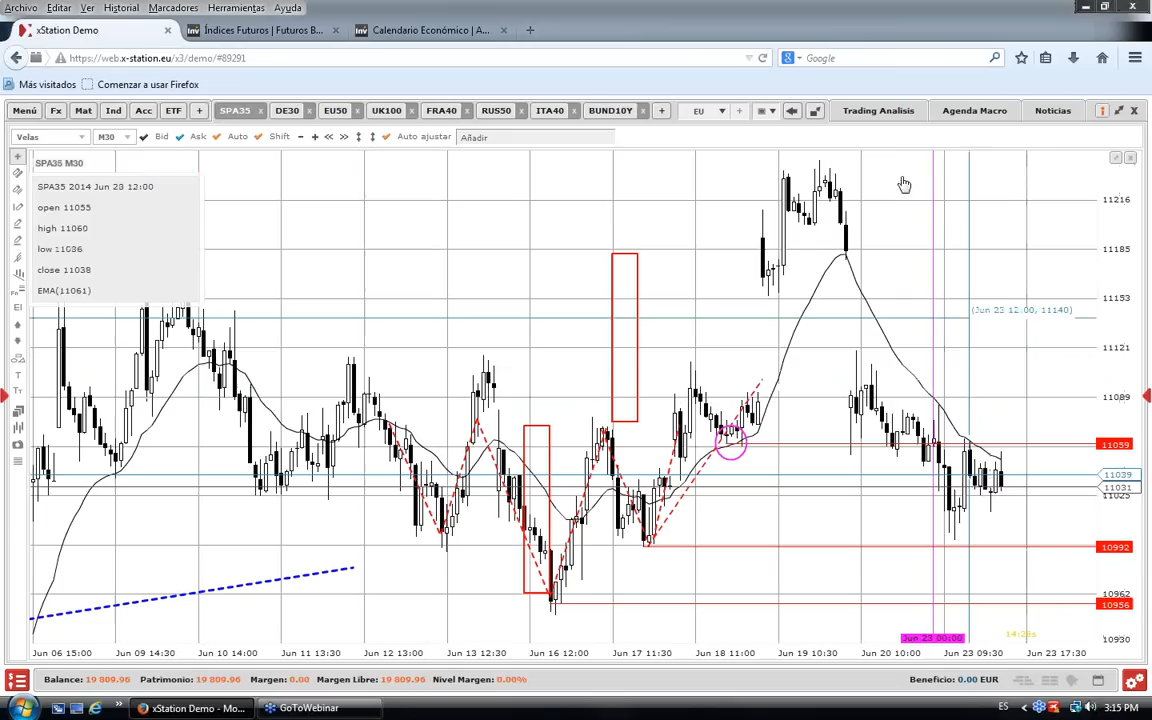 Archivo Editar Ver Historial Marcadores Herramientas Ayuda
xStation Demo × Índices Futuros | Futuros B... × Calendario Económico | A... ×
https://web.x-station.eu/x3/demo/#89291 Google
Más visitados Comenzar a usar Firefox
Menú Fx Mat Ind Acc ETF + SPA35 x DE30 x EU50 x UK100 x FRA40 x RUS50 x ITA40 x BUND10Y x + EU Trading Analisis Agenda Macro Noticias
Velas M30 Bid Ask Auto Shift Auto ajustar Añadir
SPA35 M30
SPA35 2014 Jun 23 12:00
open 11055
high 11060
low 11036
close 11038
EMA(11061)
11216
11185
11153
(Jun 23 12:00, 11140)
11121
11089
11059
11039
11031
11025
10992
10962
10956
10930
Jun 23 00:00
14:28s
Jun 06 15:00 Jun 09 14:30 Jun 10 14:00 Jun 11 13:30 Jun 12 13:00 Jun 13 12:30 Jun 16 12:00 Jun 17 11:30 Jun 18 11:00 Jun 19 10:30 Jun 20 10:00 Jun 23 09:30 Jun 23 17:30
Balance: 19 809.96 Patrimonio: 19 809.96 Margen: 0.00 Margen Libre: 19 809.96 Nivel Margen: 0.00% Beneficio: 0.00 EUR
xStation Demo - Mo... GoToWebinar ES 3:15 PM